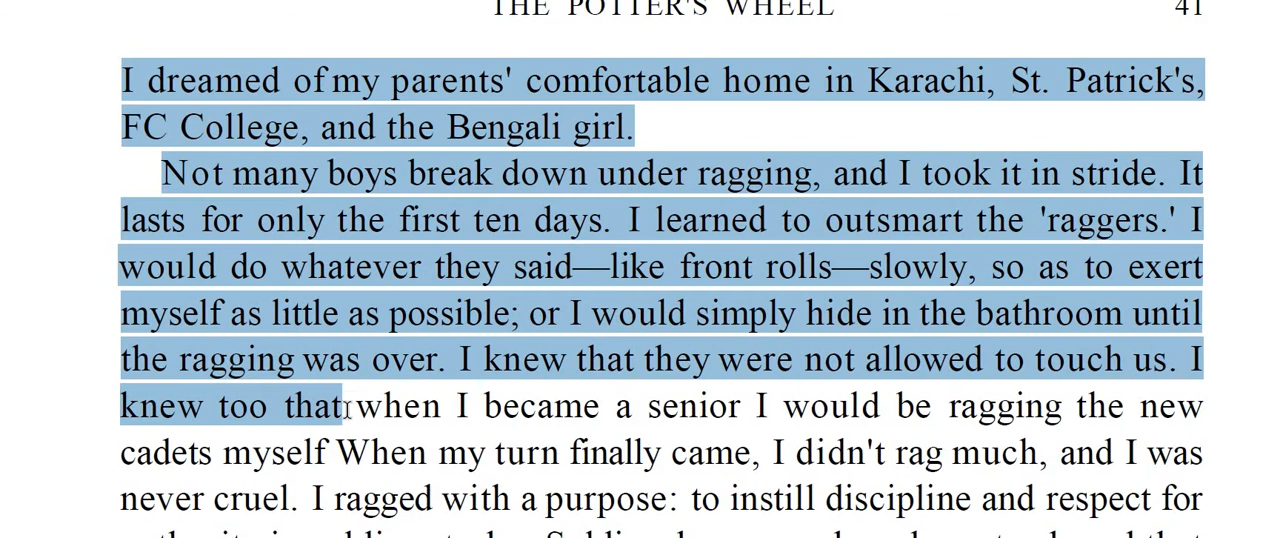 THE POTTER'S WHEEL 41
I dreamed of my parents' comfortable home in Karachi, St. Patrick's,
FC College, and the Bengali girl.
Not many boys break down under ragging, and I took it in stride. It
lasts for only the first ten days. I learned to outsmart the 'raggers.' I
would do whatever they said—like front rolls—slowly, so as to exert
myself as little as possible; or I would simply hide in the bathroom until
the ragging was over. I knew that they were not allowed to touch us. I
knew too that when I became a senior I would be ragging the new
cadets myself When my turn finally came, I didn't rag much, and I was
never cruel. I ragged with a purpose: to instill discipline and respect for